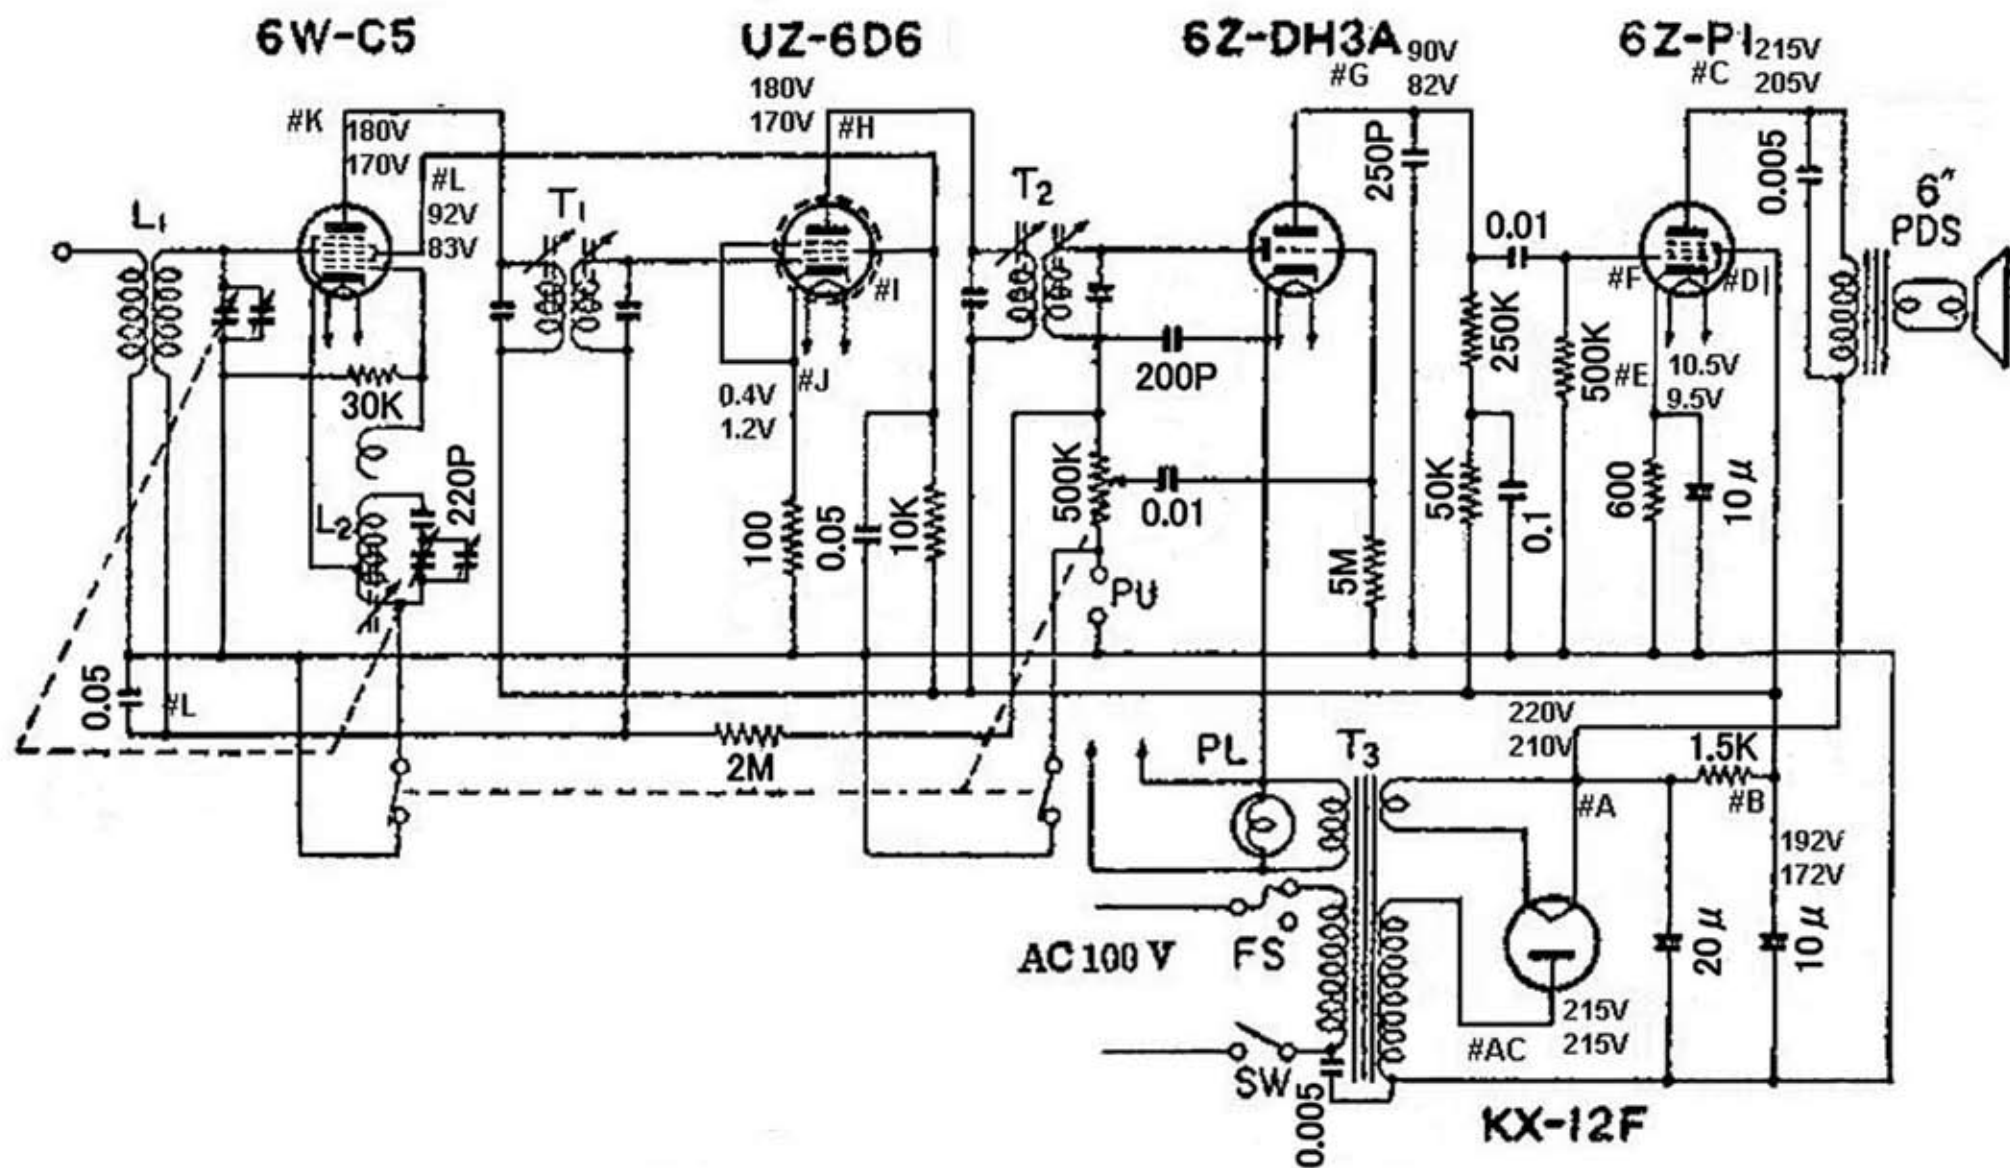 6W-C5
UZ-6D6
6Z-DH3A
6Z-P1
90V
82V
#G
215V
205V
#C
180V
170V
#H
#K
180V
170V
#L
92V
83V
L1
T1
T2
250P
0.01
0.005
6"
PDS
#I
#F
#D
30K
200P
#J
0.4V
1.2V
250K
500K
#E
10.5V
9.5V
L2
220P
100
0.05
10K
500K
0.01
5M
50K
0.1
600
10μ
PU
0.05
#L
2M
220V
210V
PL
T3
1.5K
#A
#B
192V
172V
AC 100 V
FS
20μ
10μ
215V
215V
#AC
SW
0.005
KX-12F